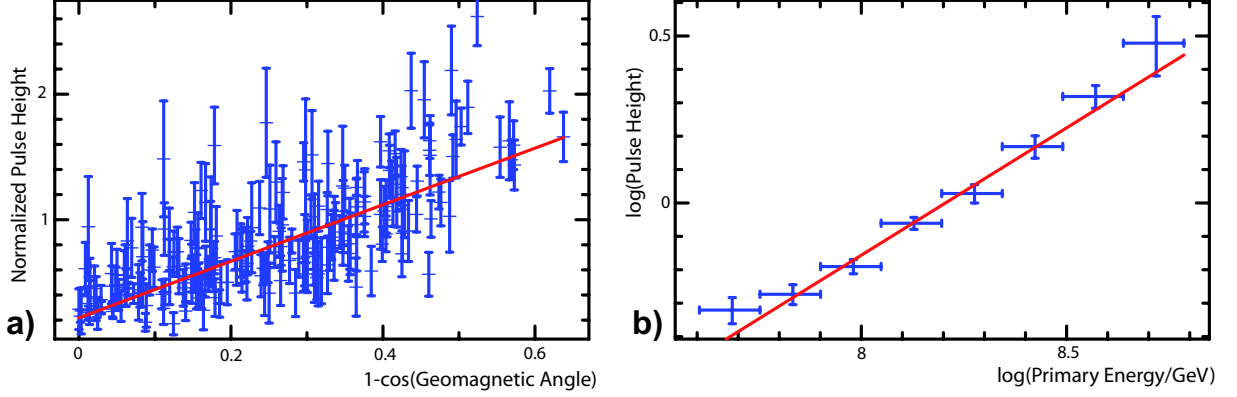 Normalized Pulse Height
2
1
a)
0
0.2
0.4
0.6
1-cos(Geomagnetic Angle)
log(Pulse Height)
0.5
0
b)
8
8.5
log(Primary Energy/GeV)